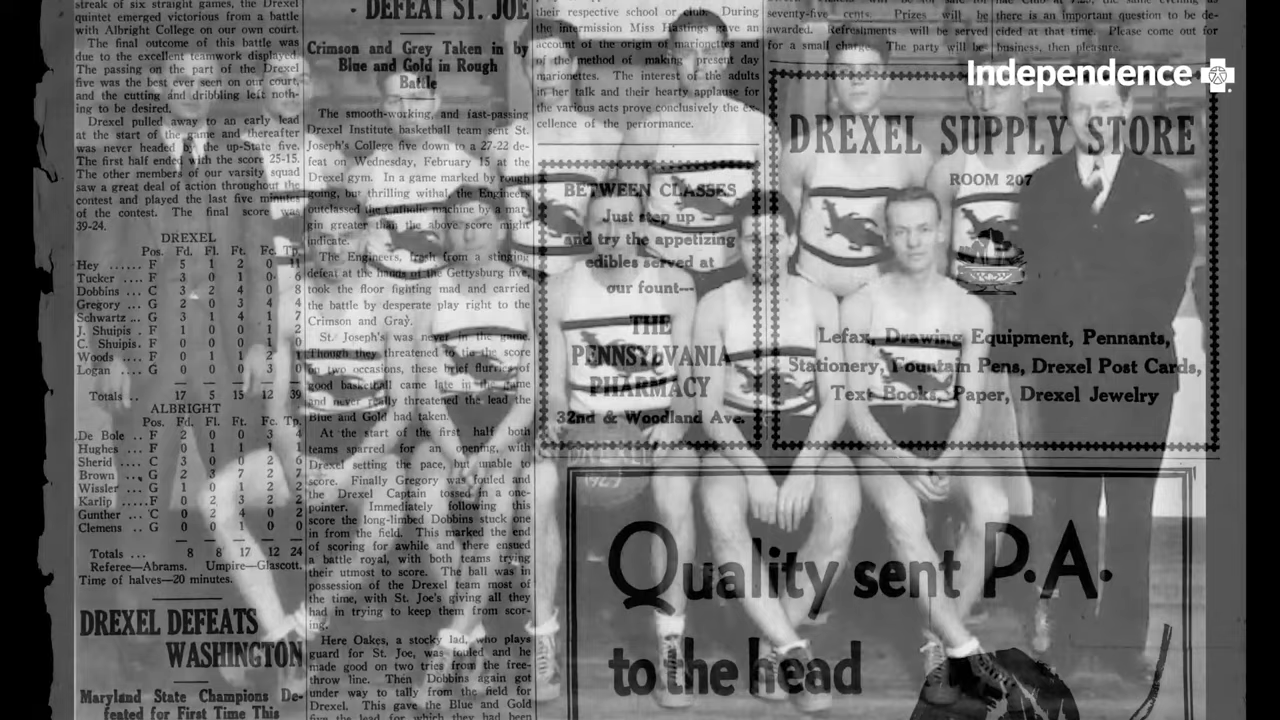 streak of six straight games, the Drexel
quintet emerged victorious from a battle
with Albright College on our own court.
The final outcome of this battle was
due to the excellent teamwork displayed
The passing on the part of the Drexel
five was the best ever seen on our court,
and the cutting and dribbling left noth-
ing to be desired.
Drexel pulled away to an early lead
at the start of the game and thereafter
was never headed by the up-State five.
The first half ended with the score 25-15.
The other members of our varsity squad
saw a great deal of action throughout the
contest and played the last five minutes
of the contest. The final score was
39-24.
DREXEL
Pos. Fd. Fl. Ft. Fc. Tp.
Hey ...... F 5 1 2 0
Tucker .... F 3 0 1 0 6
Dobbins ... C 3 2 4 0 8
Gregory ... G 2 0 3 4 4
Schwartz .. G 3 1 4 1 7
J. Shuipis . F 1 0 0 1 2
C. Shuipis. F 0 0 0 1 0
Woods .... F 0 1 1 2 1
Logan .... G 0 0 0 3 0
Totals .. 17 5 15 12 39
ALBRIGHT
Pos. Fd. Fl. Ft. Fc. Tp.
De Bole .. F 2 0 0 3 4
Hughes ... F 0 1 1 1 1
Sherid .... C 3 0 0 2 6
Brown .... G 2 3 7 2 7
Wissler ... G 1 0 1 2 2
Karlip ..... F 0 2 3 2 2
Gunther ... C 0 2 4 0 2
Clemens .. G 0 0 1 0 0
Totals ... 8 8 17 12 24
Referee—Abrams. Umpire—Glascott.
Time of halves—20 minutes.
DREXEL DEFEATS
WASHINGTON
Maryland State Champions De-
feated for First Time This
DEFEAT ST. JOE
Crimson and Grey Taken in by
Blue and Gold in Rough
Battle
The smooth-working, and fast-passing
Drexel Institute basketball team sent St.
Joseph's College five down to a 27-22 de-
feat on Wednesday, February 15 at the
Drexel gym. In a game marked by rough
going, but thrilling withal, the Engineers
outclassed the Catholic machine by a mar-
gin greater than the above score might
indicate.
The Engineers, fresh from a stinging
defeat at the hands of the Gettysburg five,
took the floor fighting mad and carried
the battle by desperate play right to the
Crimson and Gray.
St. Joseph's was never in the game.
Though they threatened to tie the score
on two occasions, these brief flurries of
good basketball came late in the game
and never really threatened the lead the
Blue and Gold had taken.
At the start of the first half both
teams sparred for an opening, with
Drexel setting the pace, but unable to
score. Finally Gregory was fouled and
the Drexel Captain tossed in a one-
pointer. Immediately following this
score the long-limbed Dobbins stuck one
in from the field. This marked the end
of scoring for awhile and there ensued
a battle royal, with both teams trying
their utmost to score. The ball was in
possession of the Drexel team most of
the time, with St. Joe's giving all they
had in trying to keep them from scor-
ing.
Here Oakes, a stocky lad, who plays
guard for St. Joe, was fouled and he
made good on two tries from the free-
throw line. Then Dobbins again got
under way to tally from the field for
Drexel. This gave the Blue and Gold
five the lead for which they had been
their respective school or club. During
the intermission Miss Hastings gave an
account of the origin of marionettes and
of the method of making present day
marionettes. The interest of the adults
in her talk and their hearty applause for
the various acts prove conclusively the ex-
cellence of the performance.
BETWEEN CLASSES
Just step up
and try the appetizing
edibles served at
our fount—
THE
PENNSYLVANIA
PHARMACY
32nd & Woodland Ave.
seventy-five cents. Prizes will be
awarded. Refreshments will be served
for a small charge. The party will be
there is an important question to be de-
cided at that time. Please come out for
business, then pleasure.
Independence
DREXEL SUPPLY STORE
ROOM 207
Lefax, Drawing Equipment, Pennants,
Stationery, Fountain Pens, Drexel Post Cards,
Text Books, Paper, Drexel Jewelry
DREXEL
Quality sent P.A.
to the head